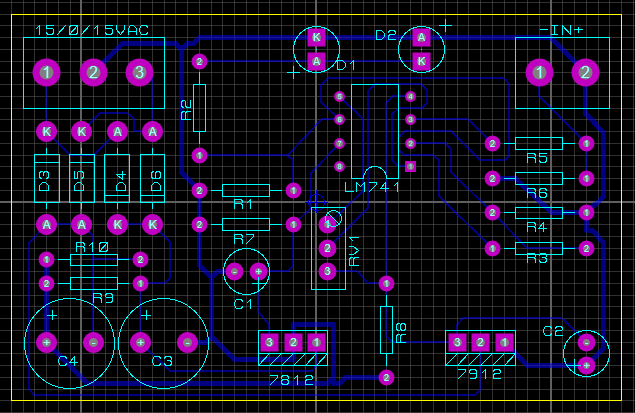 15/0/15VAC
K
D2
A
-IN+
A
D1
K
1
2
3
2
1
2
R2
5
4
6
3
7
2
8
1
K
K
A
A
1
2
1
R5
LM741
D3
D5
D4
D6
2
1
R6
2
1
R1
A
A
K
K
2
1
R7
1
2
3
RV1
1
2
R4
2
1
2
R3
R10
1
2
2
1
R9
-
+
C1
1
R8
2
+
C4
+
C3
3
2
1
7812
3
2
1
7912
C2
-
+